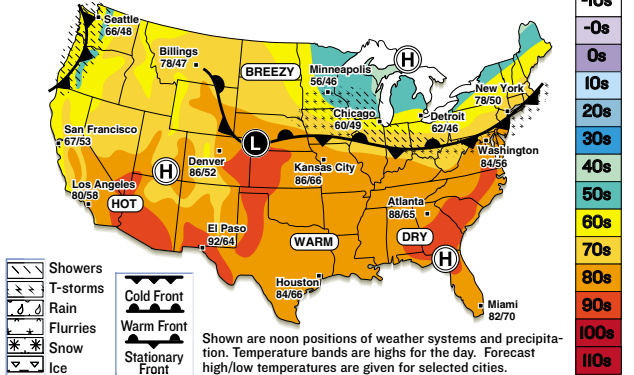 Seattle
66/48
Billings
78/47
BREEZY
Minneapolis
56/46
H
New York
78/50
Chicago
60/49
Detroit
62/46
San Francisco
67/53
L
Washington
84/56
Denver
86/52
Kansas City
86/66
H
Los Angeles
80/58
HOT
Atlanta
88/65
El Paso
92/64
WARM
DRY
H
Houston
84/66
Miami
82/70
Showers
T-storms
Rain
Flurries
Snow
Ice
Cold Front
Warm Front
Stationary
Front
Shown are noon positions of weather systems and precipita-
tion. Temperature bands are highs for the day. Forecast
high/low temperatures are given for selected cities.
-10s
-0s
0s
10s
20s
30s
40s
50s
60s
70s
80s
90s
100s
110s